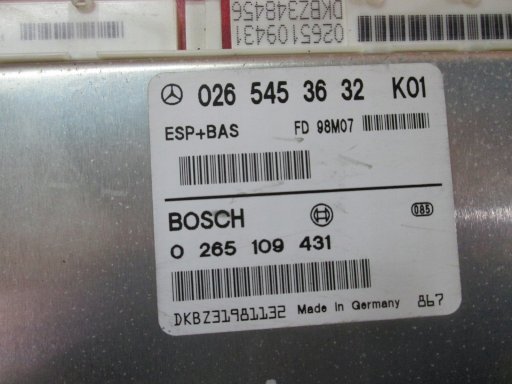 0265109431
DKBZ348456
026 545 36 32 K01
ESP+BAS FD 98M07
BOSCH 085
0 265 109 431
DKBZ31981132 Made in Germany 867